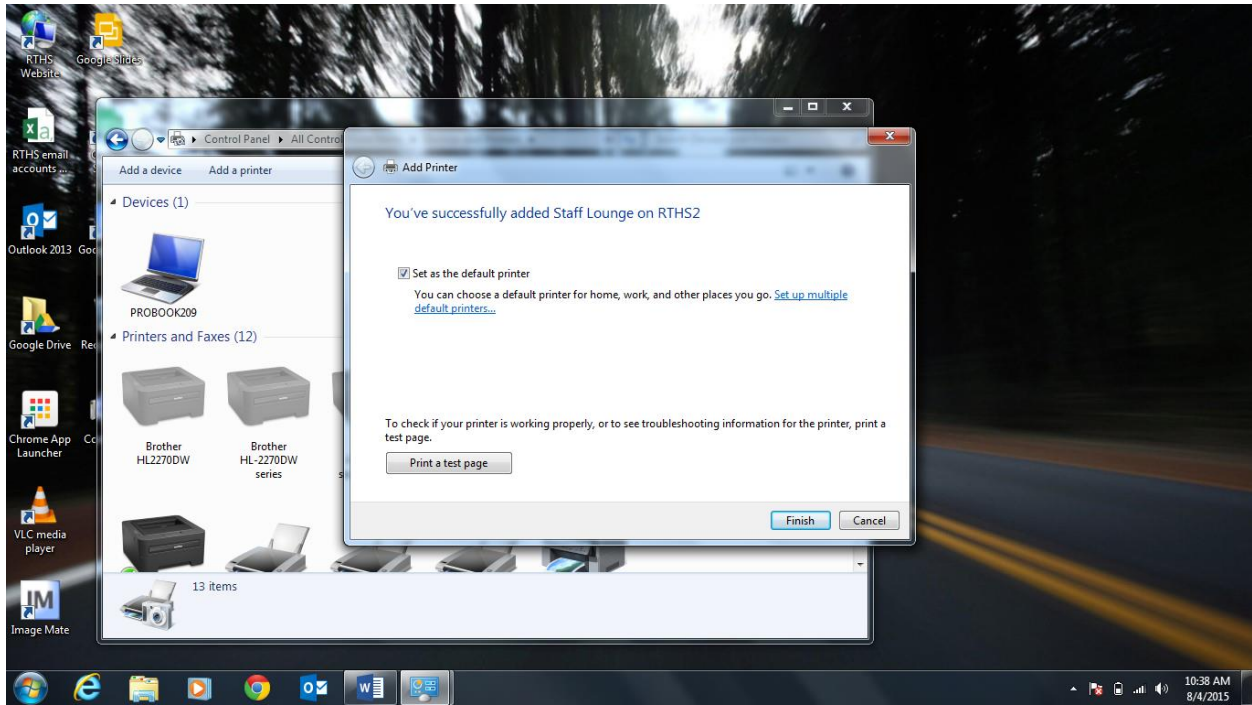 RTHS
Website
Google Slides
RTHS email
accounts ...
Outlook 2013
Goo
Google Drive
Rec
Chrome App
Launcher
Co
VLC media
player
Image Mate
Control Panel
All Control
Add a device
Add a printer
Devices (1)
PROBOOK209
Printers and Faxes (12)
Brother
HL2270DW
Brother
HL-2270DW
series
13 items
Add Printer
You've successfully added Staff Lounge on RTHS2
Set as the default printer
You can choose a default printer for home, work, and other places you go. Set up multiple
default printers...
To check if your printer is working properly, or to see troubleshooting information for the printer, print a
test page.
Print a test page
Finish
Cancel
10:38 AM
8/4/2015